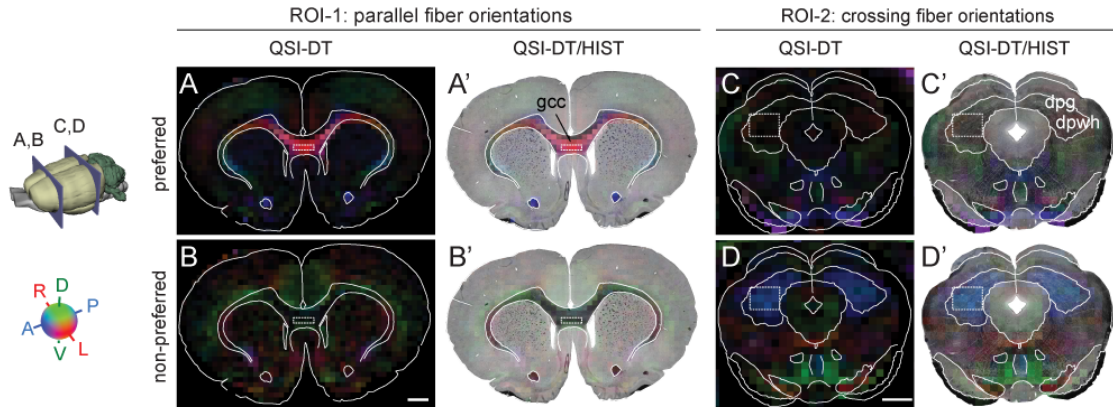 ROI-1: parallel fiber orientations
ROI-2: crossing fiber orientations
QSI-DT
QSI-DT/HIST
QSI-DT
QSI-DT/HIST
A
A'
C
C'
gcc
dpg
dpwh
C,D
A,B
preferred
B
B'
D
D'
R
D
P
A
V
L
non-preferred